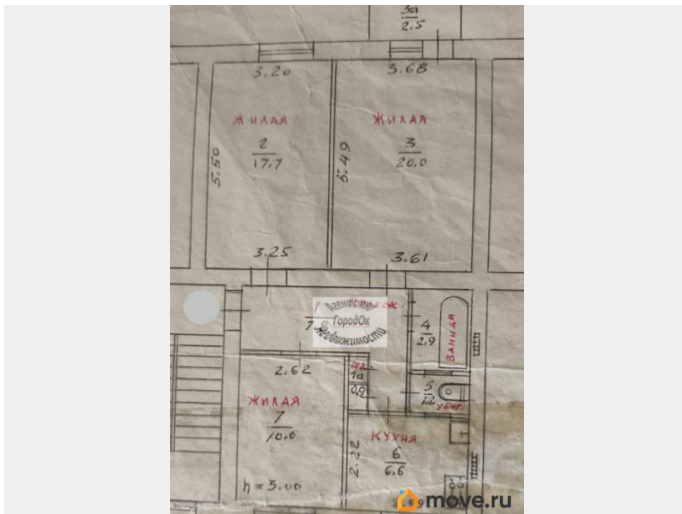 3а
2.5
3.20
3.68
ЖИЛАЯ
2
17,7
5.50
ЖИЛАЯ
3
20.0
5.49
3.25
3.61
Агентство
ГородОк
Недвижимости
4
2.9
ВАННАЯ
2.62
1а
0.9
5
1.2
ЖИЛАЯ
7
10.0
КУХНЯ
6
6.6
2.22
h = 3.00
move.ru